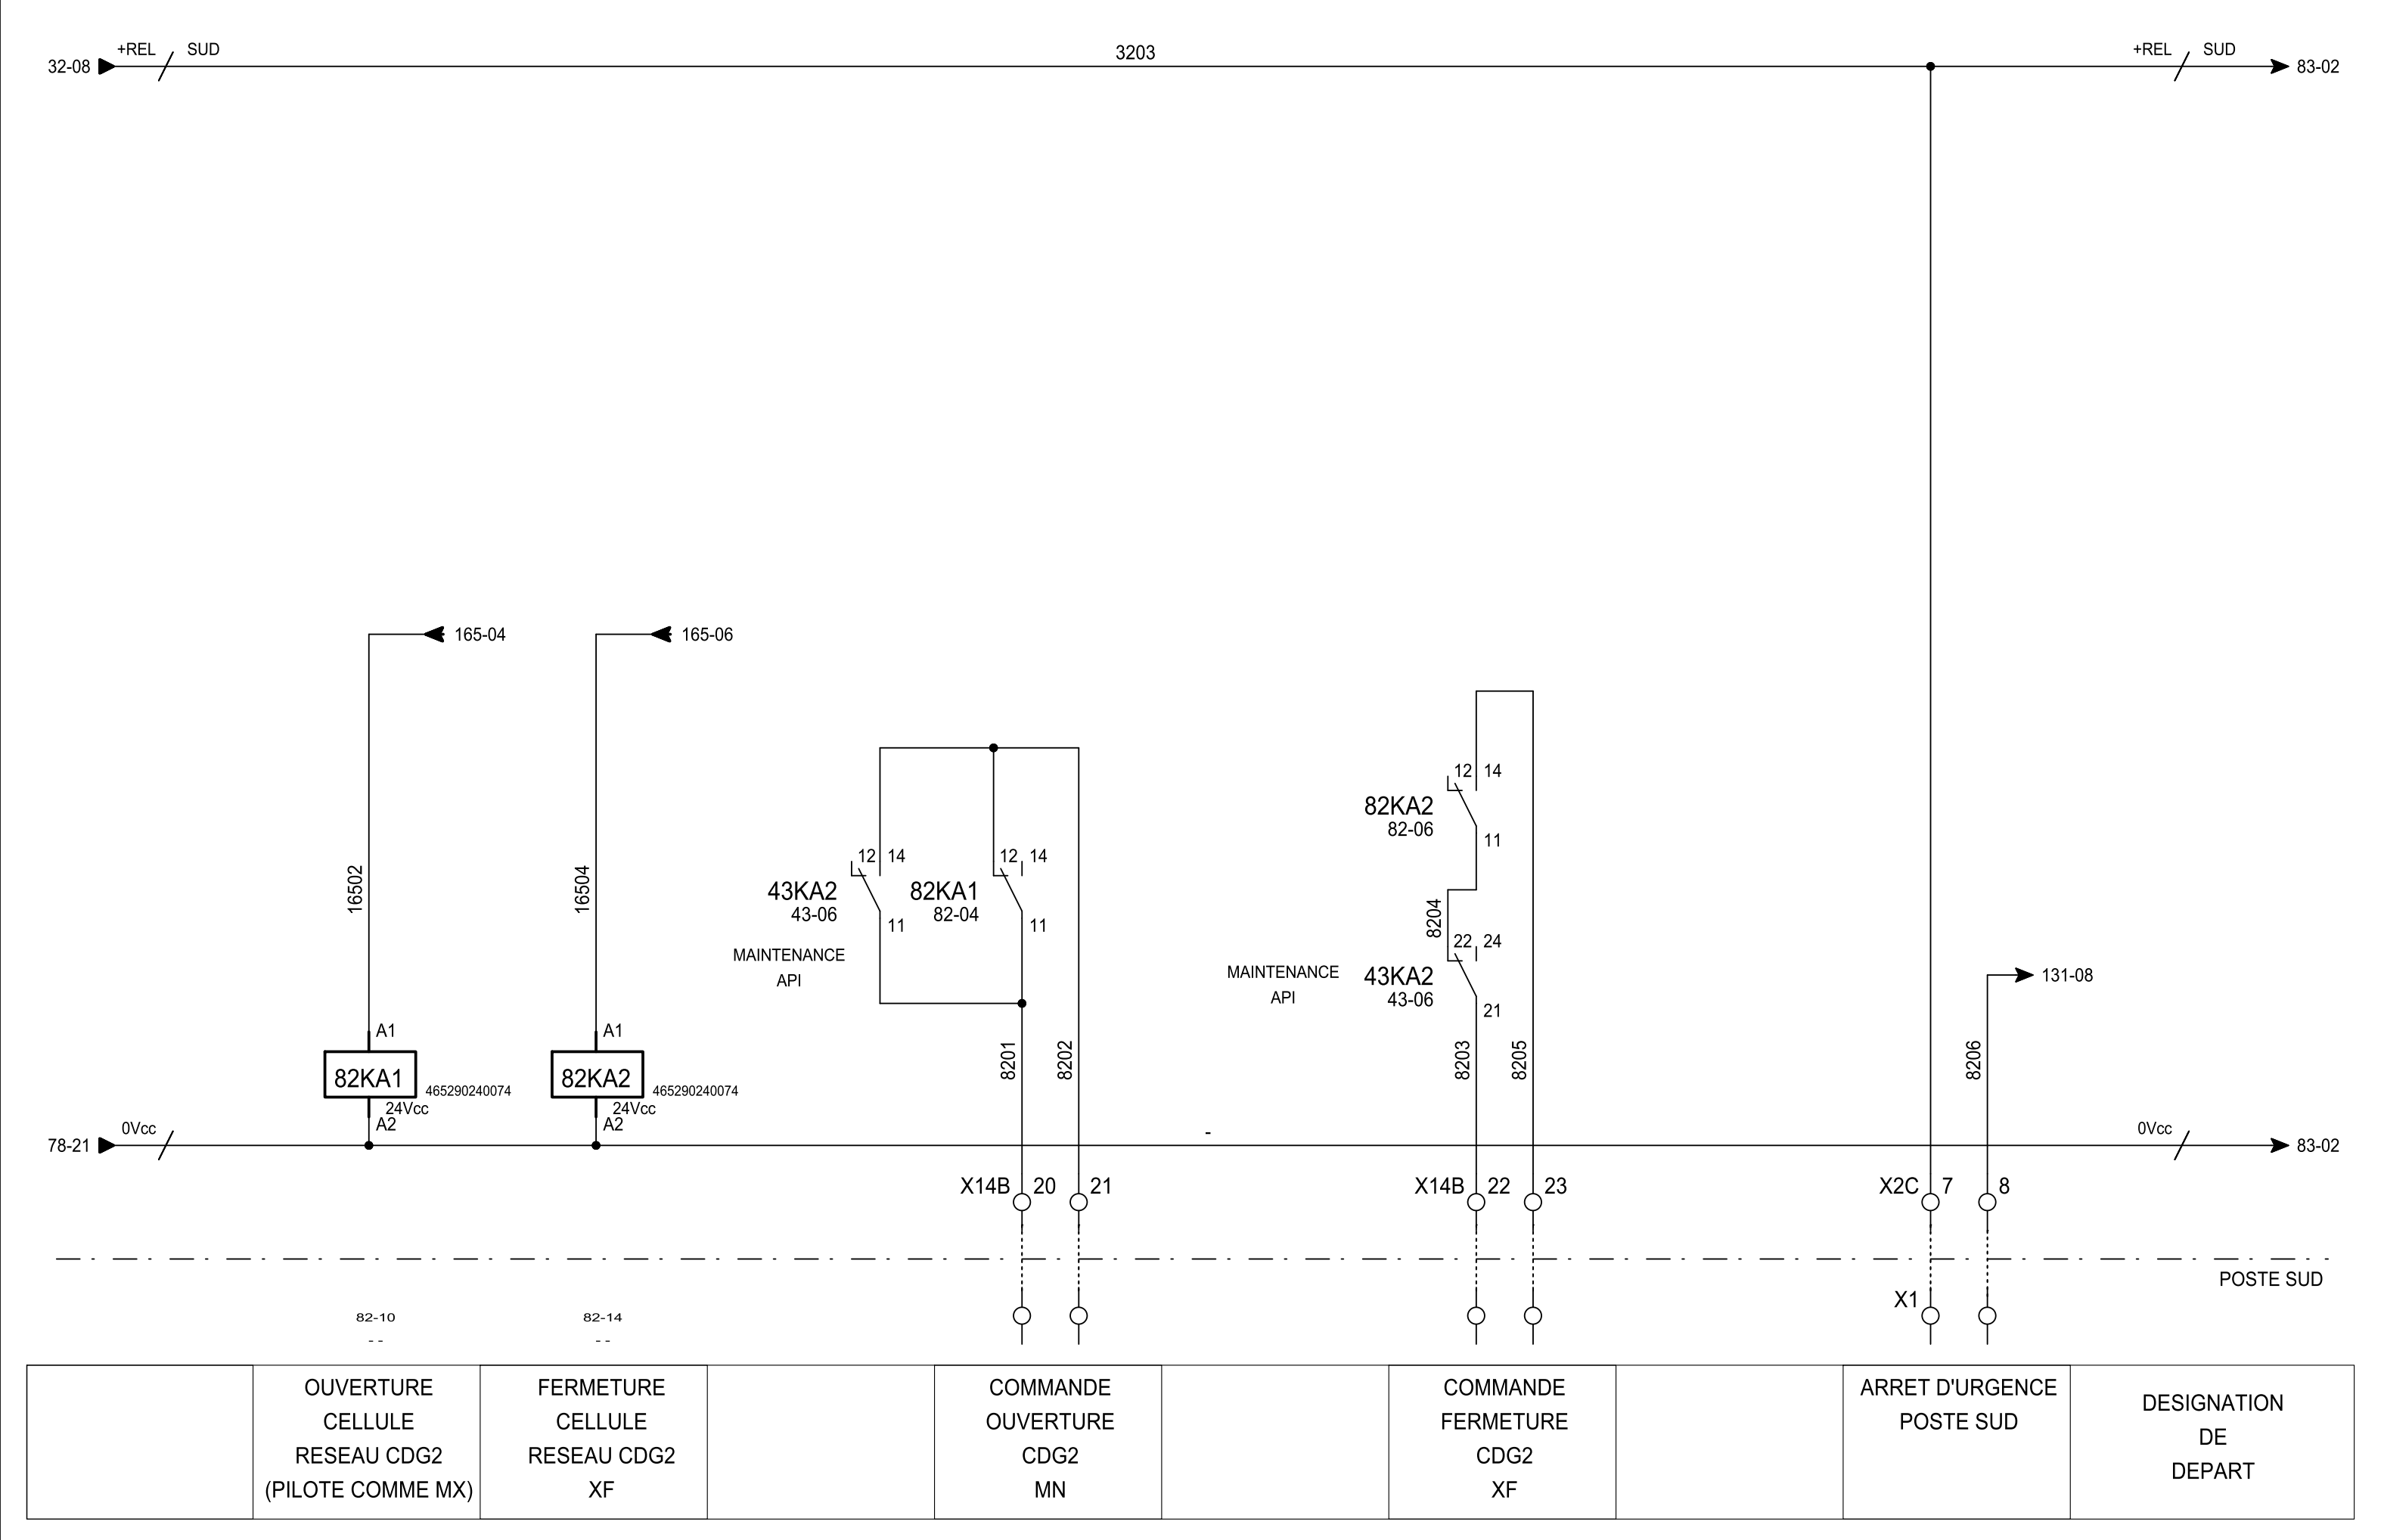 +REL SUD 3203 +REL SUD
32-08 83-02
165-04 165-06
12 14
82KA2
82-06
11
12 14 12 14
43KA2 82KA1
43-06 82-04
11 11
16502 16504
8204
22 24
MAINTENANCE
API
MAINTENANCE
API
43KA2
43-06
21
131-08
A1 A1
8201 8202 8203 8205 8206
82KA1 465290240074 82KA2 465290240074
24Vcc 24Vcc
A2 A2
0Vcc - 0Vcc
78-21 83-02
X14B 20 21 X14B 22 23 X2C 7 8
POSTE SUD
X1
82-10 82-14
- - - -
OUVERTURE
CELLULE
RESEAU CDG2
(PILOTE COMME MX)
FERMETURE
CELLULE
RESEAU CDG2
XF
COMMANDE
OUVERTURE
CDG2
MN
COMMANDE
FERMETURE
CDG2
XF
ARRET D'URGENCE
POSTE SUD
DESIGNATION
DE
DEPART